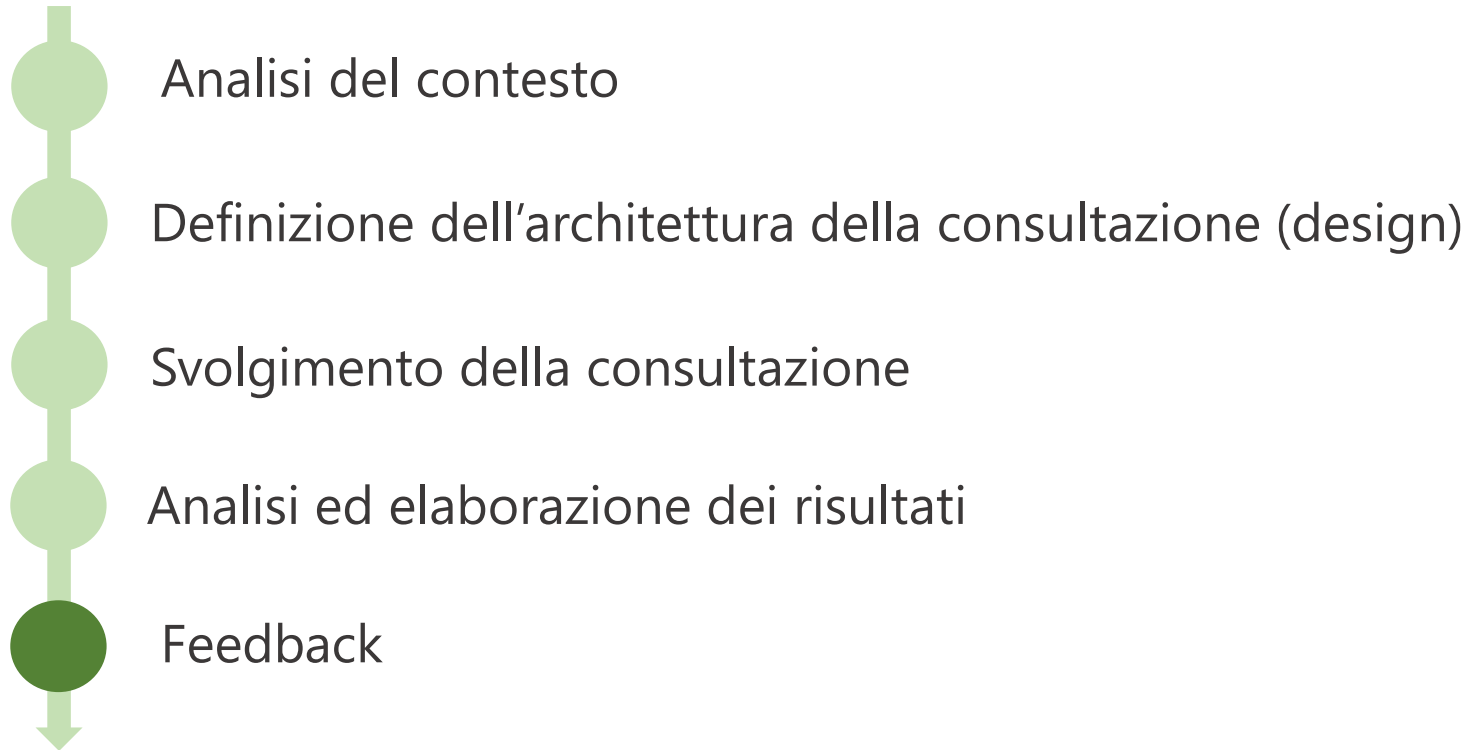 Analisi del contesto
Definizione dell’architettura della consultazione (design)
Svolgimento della consultazione
Analisi ed elaborazione dei risultati
Feedback